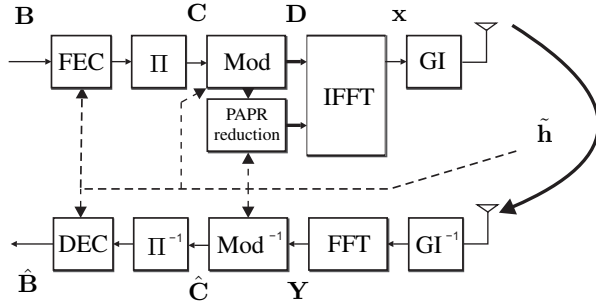 B C D x
FEC Π Mod IFFT GI
PAPR
reduction
h̃
DEC Π⁻¹ Mod⁻¹ FFT GI⁻¹
B̂ Ĉ Y